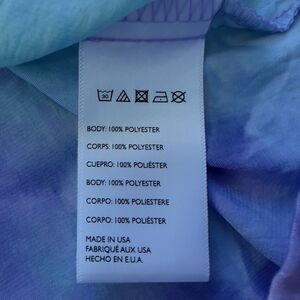 30
BODY: 100% POLYESTER
CORPS: 100% POLYESTER
CUERPO: 100% POLIÉSTER
BODY: 100% POLYESTER
CORPO: 100% POLIESTERE
CORPO: 100% POLIÉSTER
MADE IN USA
FABRIQUÉ AUX USA
HECHO EN E.U.A.